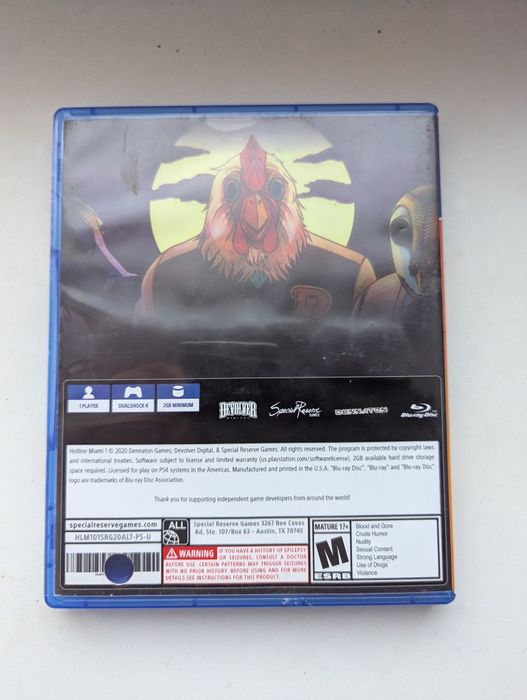 B
1 PLAYER
DUALSHOCK 4
2GB MINIMUM
DEVOLVER
DIGITAL
Special Reserve
GAMES
DENNATON
Blu-ray Disc
Hotline Miami 1 © 2020 Dennaton Games, Devolver Digital, & Special Reserve Games. All rights reserved. The program is protected by copyright laws
and international treaties. Software subject to license and limited warranty (us.playstation.com/softwarelicense). 2GB available hard drive storage
space required. Licensed for play on PS4 systems in the Americas. Manufactured and printed in the U.S.A. "Blu-ray Disc", "Blu-ray" and "Blu-ray Disc"
logo are trademarks of Blu-ray Disc Association.
Thank you for supporting independent game developers from around the world!
specialreservegames.com
HLM101SRG20ALT-PS-U
ALL
Special Reserve Games 3267 Bee Caves
Rd, Ste. 107/Box 63 – Austin, TX 78745
WARNING IF YOU HAVE A HISTORY OF EPILEPSY
OR SEIZURES, CONSULT A DOCTOR
BEFORE USE. CERTAIN PATTERNS MAY TRIGGER SEIZURES
WITH NO PRIOR HISTORY. BEFORE USING AND FOR MORE
DETAILS SEE INSTRUCTIONS FOR THIS PRODUCT.
MATURE 17+
M
ESRB
Blood and Gore
Crude Humor
Nudity
Sexual Content
Strong Language
Use of Drugs
Violence